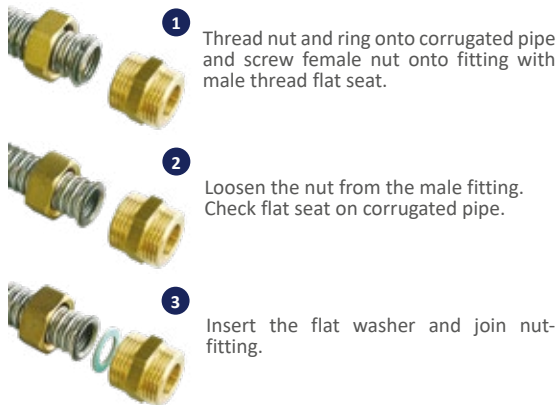 1
Thread nut and ring onto corrugated pipe
and screw female nut onto fitting with
male thread flat seat.
2
Loosen the nut from the male fitting.
Check flat seat on corrugated pipe.
3
Insert the flat washer and join nut-
fitting.